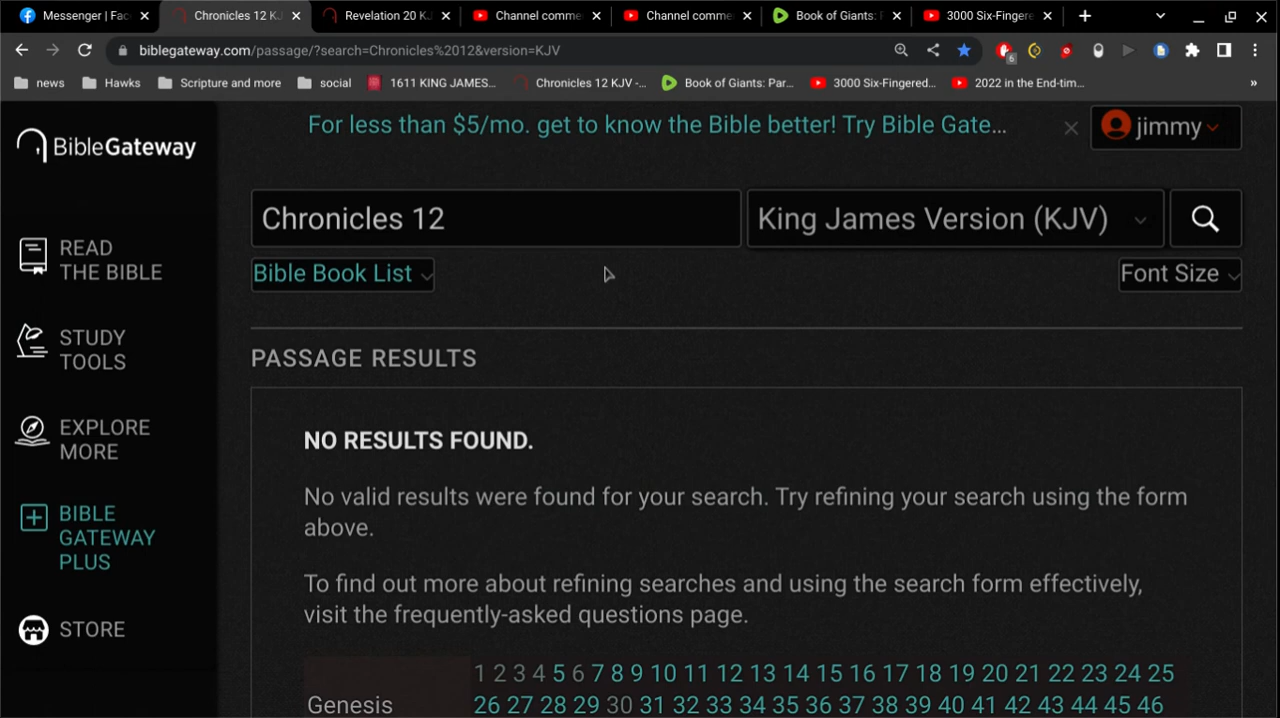 Messenger | Fac
Chronicles 12 K
Revelation 20 KJ
Channel comme
Channel comme
Book of Giants: P
3000 Six-Fingere
biblegateway.com/passage/?search=Chronicles%2012&version=KJV
6
news
Hawks
Scripture and more
social
1611 KING JAMES...
Chronicles 12 KJV -...
Book of Giants: Par...
3000 Six-Fingered...
2022 in the End-tim...
»
BibleGateway
For less than $5/mo. get to know the Bible better! Try Bible Gate...
jimmy
Chronicles 12
King James Version (KJV)
Bible Book List
Font Size
READ
THE BIBLE
STUDY
TOOLS
EXPLORE
MORE
BIBLE
GATEWAY
PLUS
STORE
PASSAGE RESULTS
NO RESULTS FOUND.
No valid results were found for your search. Try refining your search using the form
above.
To find out more about refining searches and using the search form effectively,
visit the frequently-asked questions page.
Genesis
1 2 3 4 5 6 7 8 9 10 11 12 13 14 15 16 17 18 19 20 21 22 23 24 25
26 27 28 29 30 31 32 33 34 35 36 37 38 39 40 41 42 43 44 45 46